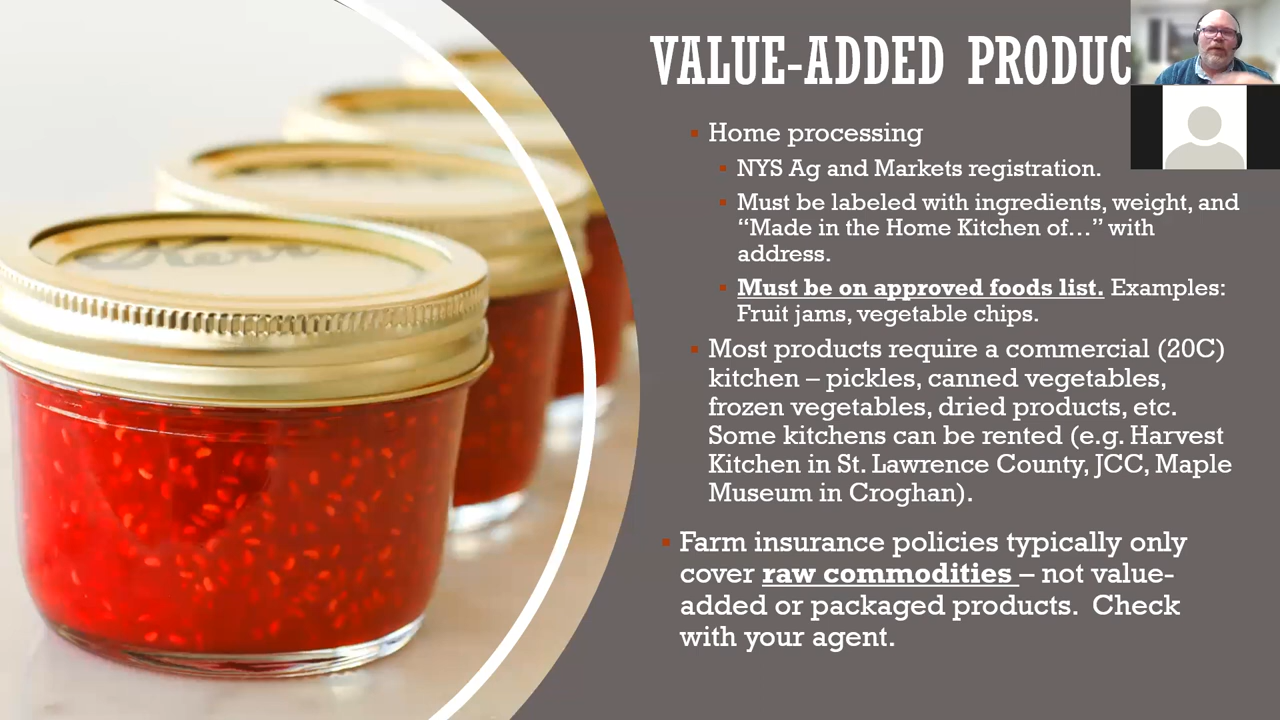 VALUE-ADDED PRODUC
Home processing
NYS Ag and Markets registration.
Must be labeled with ingredients, weight, and
“Made in the Home Kitchen of…” with
address.
Must be on approved foods list. Examples:
Fruit jams, vegetable chips.
Most products require a commercial (20C)
kitchen – pickles, canned vegetables,
frozen vegetables, dried products, etc.
Some kitchens can be rented (e.g. Harvest
Kitchen in St. Lawrence County, JCC, Maple
Museum in Croghan).
Farm insurance policies typically only
cover raw commodities – not value-
added or packaged products.  Check
with your agent.
Kerr